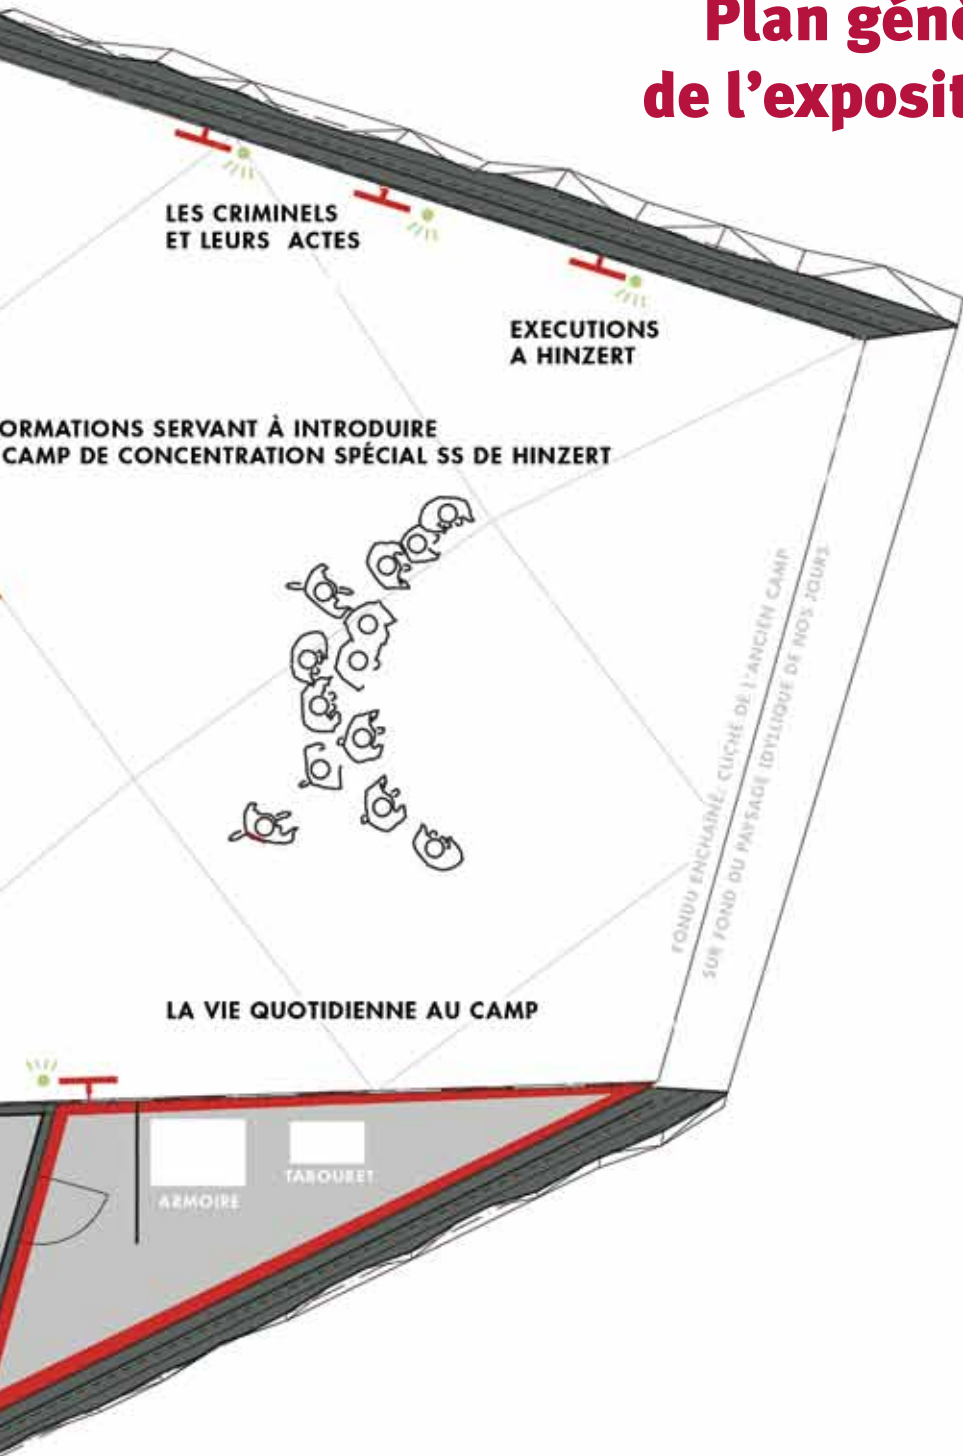 Plan géné
de l'exposit
LES CRIMINELS
ET LEURS ACTES
EXECUTIONS
A HINZERT
ORMATIONS SERVANT À INTRODUIRE
CAMP DE CONCENTRATION SPÉCIAL SS DE HINZERT
FONDU ENCHAÎNÉ: CLICHÉ DE L'ANCIEN CAMP
SUR FOND DU PAYSAGE IDYLLIQUE DE NOS JOURS
LA VIE QUOTIDIENNE AU CAMP
ARMOIRE
TABOURET